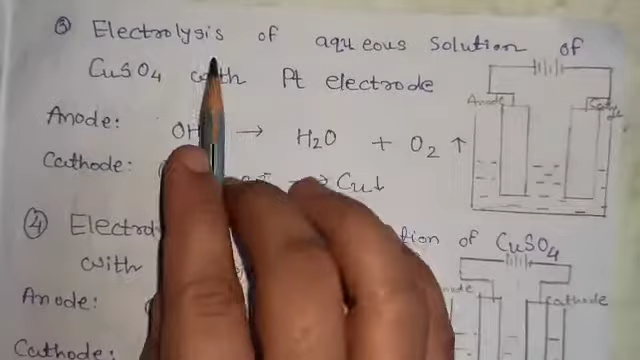 ③ Electrolysis of aqueous solution of
CuSO4 with Pt electrode
Anode
Anode: OH → H2O + O2 ↑
Cathode: → Cu↓
④ Electrol tion of CuSO4
with
cathode
Anode:
Cathode: